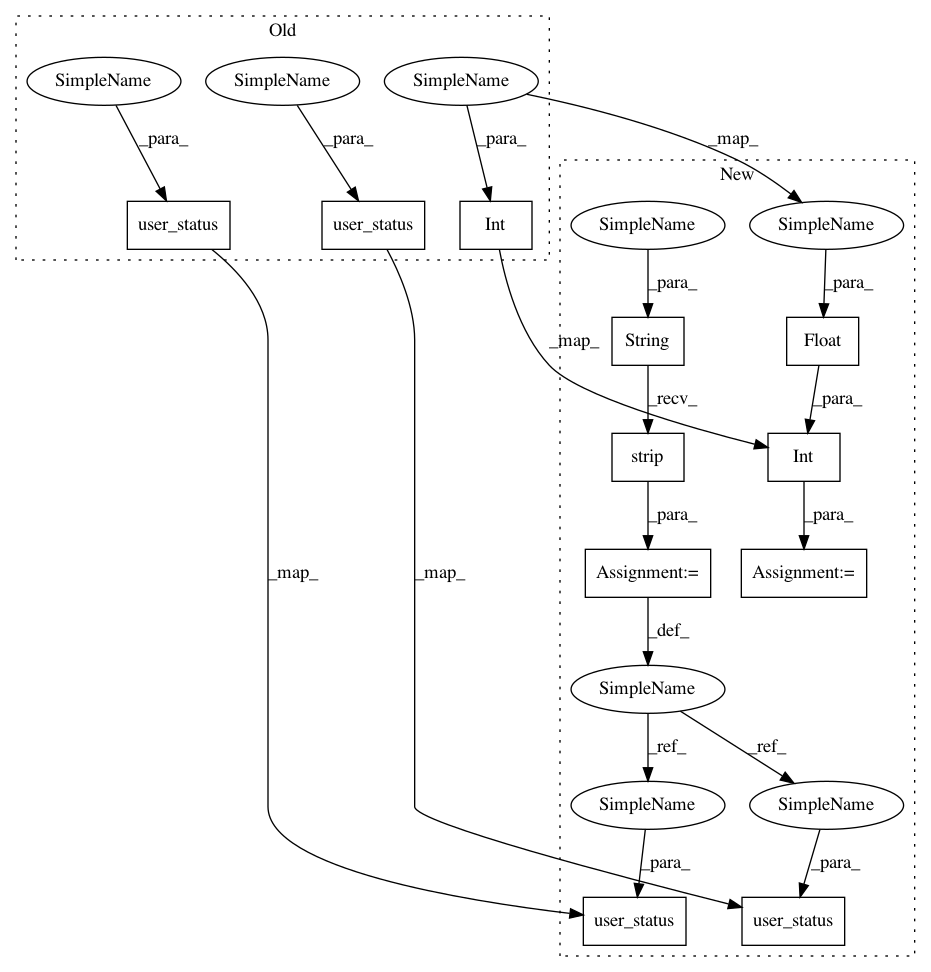 Old
SimpleName
SimpleName
SimpleName
_para_
_para_
_para_
_map_
New
user_status
user_status
Int
SimpleName
SimpleName
_para_
_para_
String
Float
_map_
_recv_
_para_
strip
Int
_para_
_para_
Assignment:=
Assignment:=
_map_
_map_
_def_
SimpleName
_ref_
_ref_
SimpleName
SimpleName
_para_
_para_
user_status
user_status